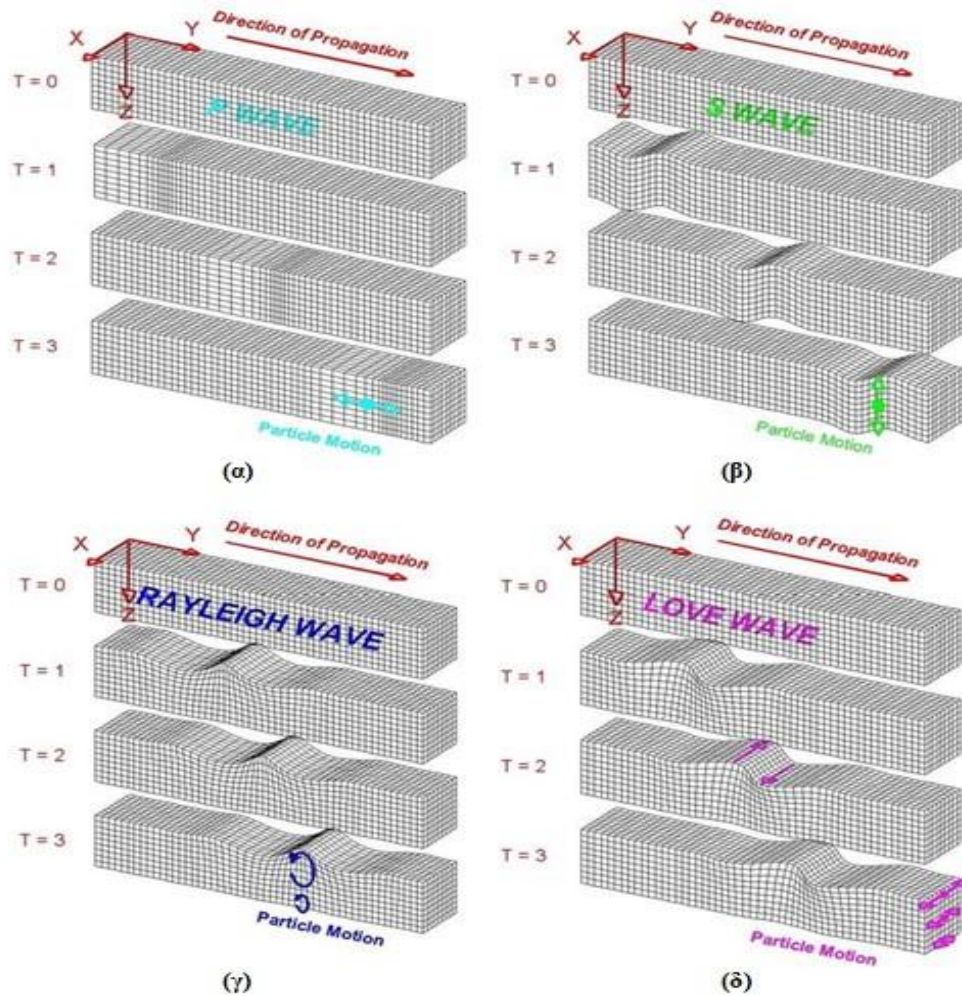 X
Y
Z
Direction of Propagation
T = 0
P WAVE
T = 1
T = 2
T = 3
Particle Motion
(α)
X
Y
Z
Direction of Propagation
T = 0
S WAVE
T = 1
T = 2
T = 3
Particle Motion
(β)
X
Y
Z
Direction of Propagation
T = 0
RAYLEIGH WAVE
T = 1
T = 2
T = 3
Particle Motion
(γ)
X
Y
Z
Direction of Propagation
T = 0
LOVE WAVE
T = 1
T = 2
T = 3
Particle Motion
(δ)